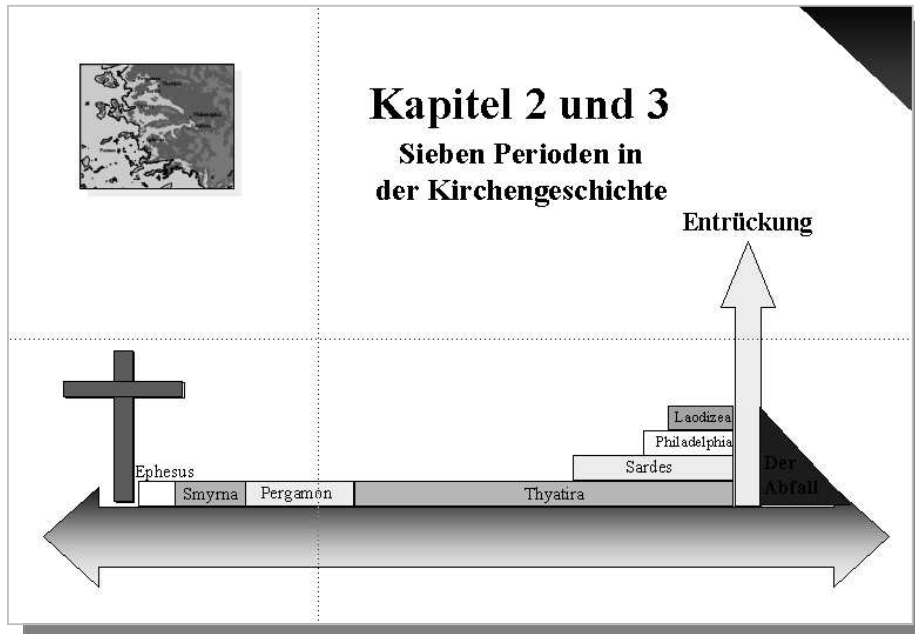 Kapitel 2 und 3
Sieben Perioden in
der Kirchengeschichte
Entrückung
Laodizea
Philadelphia
Sardes
Ephesus
Smyrna
Pergamon
Thyatira
Der
Abfall